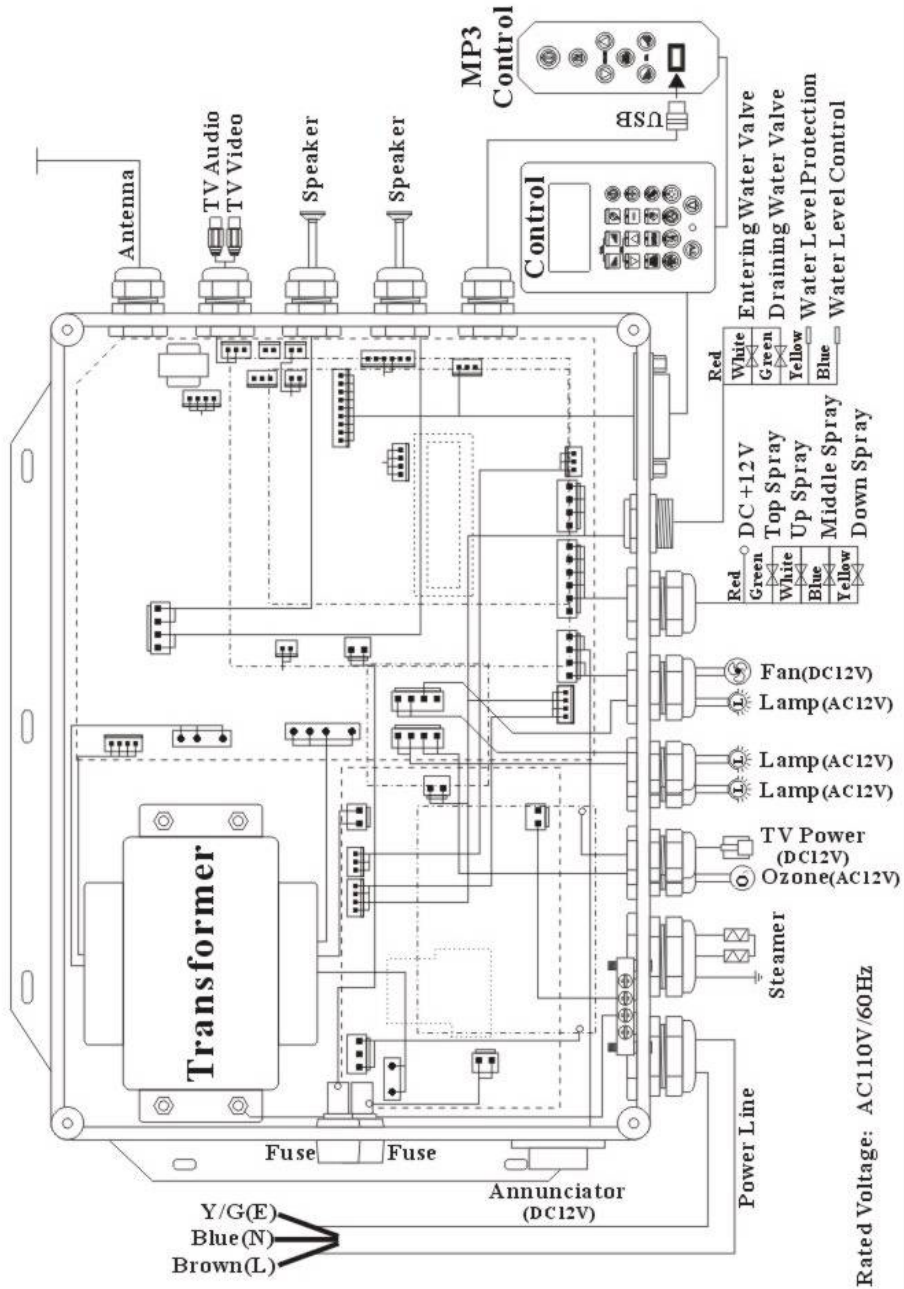 Antenna
TV Audio
TV Video
Speaker
Speaker
MP3
Control
USB
Control
Transformer
Fuse
Fuse
Annunciator
(DC12V)
Y/G(E)
Blue(N)
Brown(L)
Power Line
Steamer
TV Power
(DC12V)
Ozone(AC12V)
Lamp(AC12V)
Lamp(AC12V)
Fan(DC12V)
Lamp(AC12V)
Red
DC +12V
Green
Top Spray
White
Up Spray
Blue
Middle Spray
Yellow
Down Spray
Red
White
Entering Water Valve
Green
Draining Water Valve
Yellow
Water Level Protection
Blue
Water Level Control
Rated Voltage: AC110V/60Hz